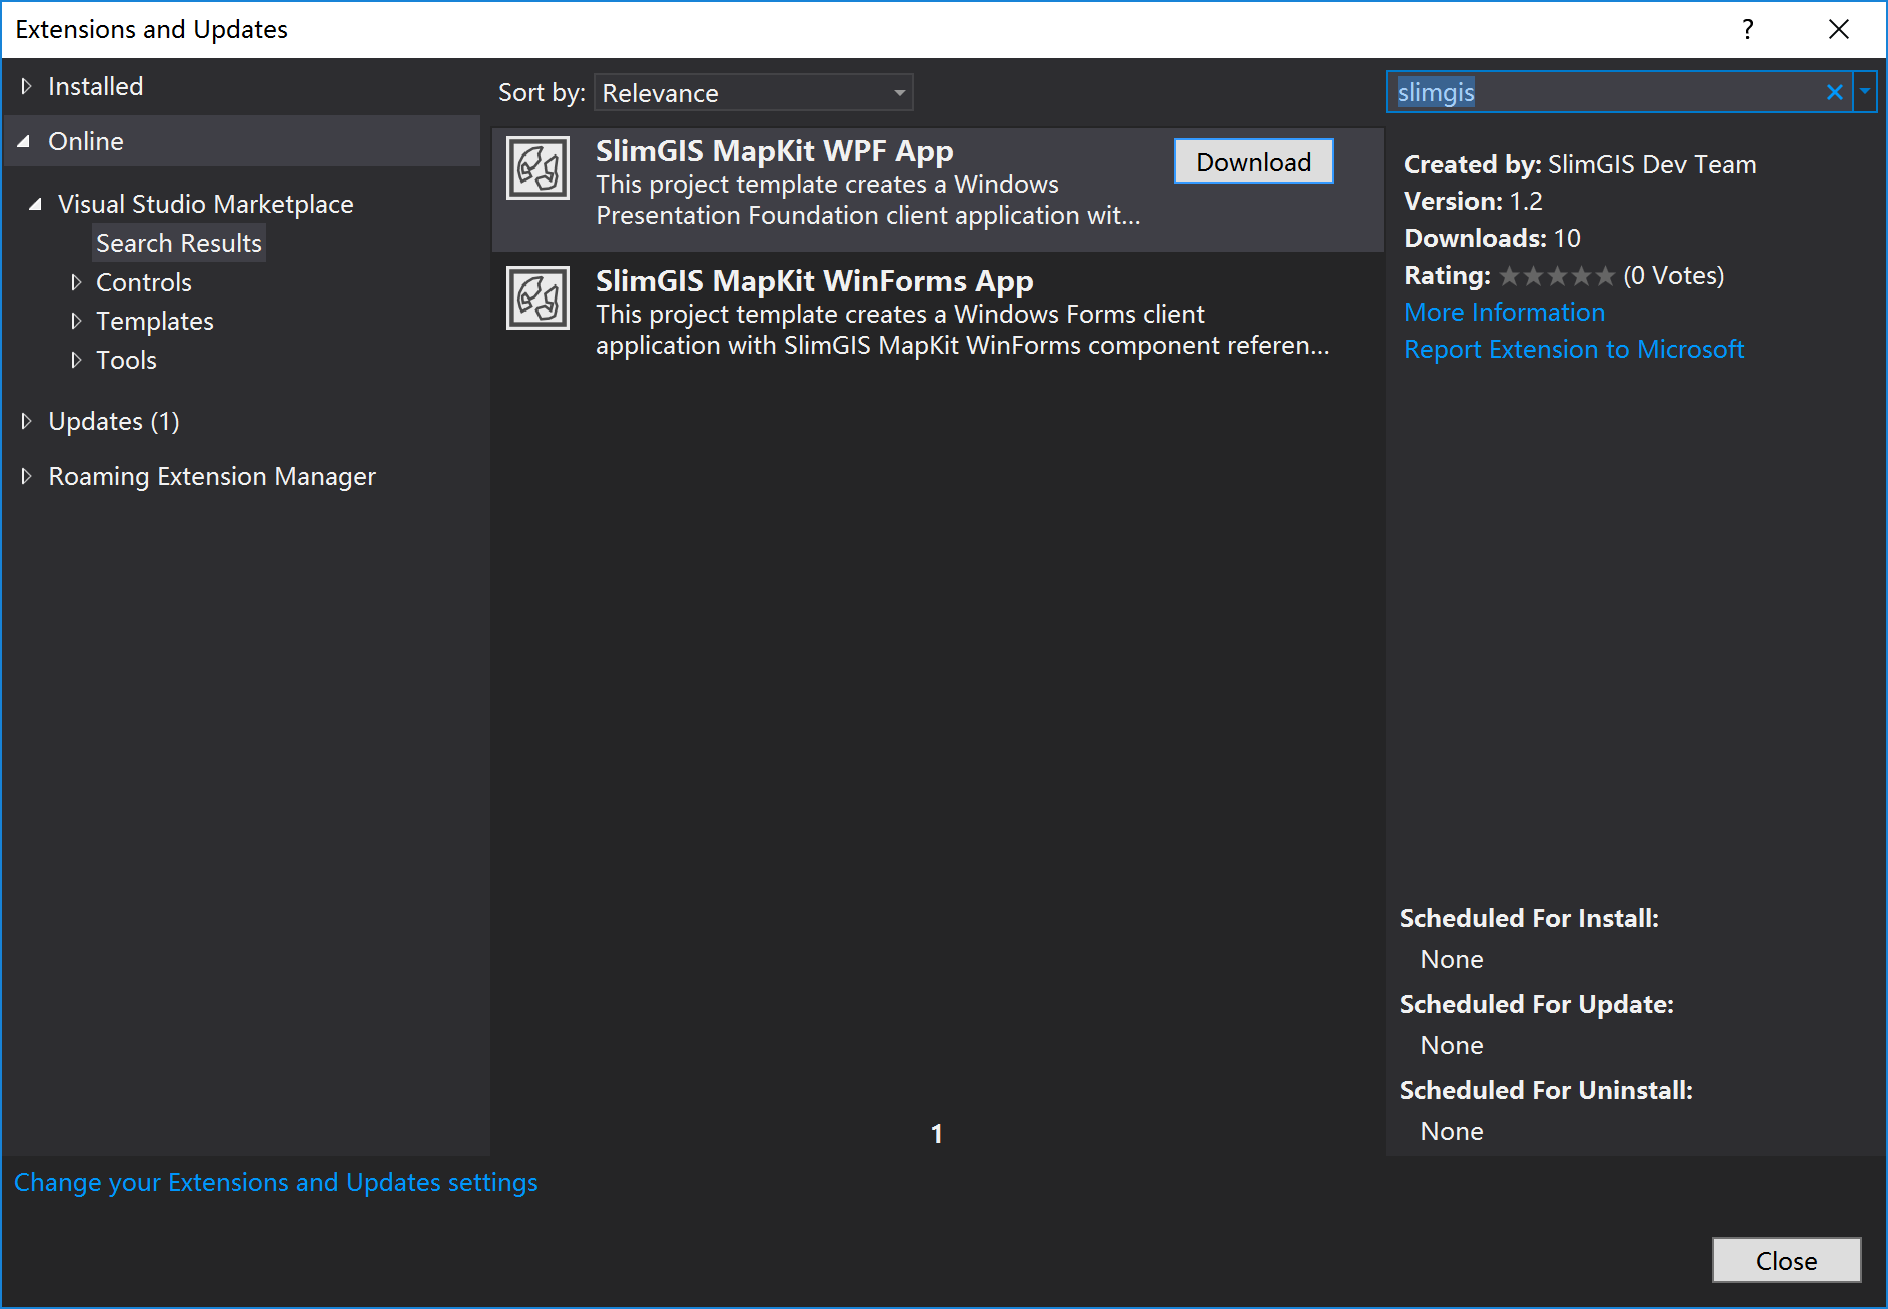 Extensions and Updates
?
Installed
Online
Visual Studio Marketplace
Search Results
Controls
Templates
Tools
Updates (1)
Roaming Extension Manager
Sort by: Relevance
SlimGIS MapKit WPF App
Download
This project template creates a Windows
Presentation Foundation client application wit...
SlimGIS MapKit WinForms App
This project template creates a Windows Forms client
application with SlimGIS MapKit WinForms component referen...
1
slimgis
Created by: SlimGIS Dev Team
Version: 1.2
Downloads: 10
Rating: ★★★★★ (0 Votes)
More Information
Report Extension to Microsoft
Scheduled For Install:
None
Scheduled For Update:
None
Scheduled For Uninstall:
None
Change your Extensions and Updates settings
Close